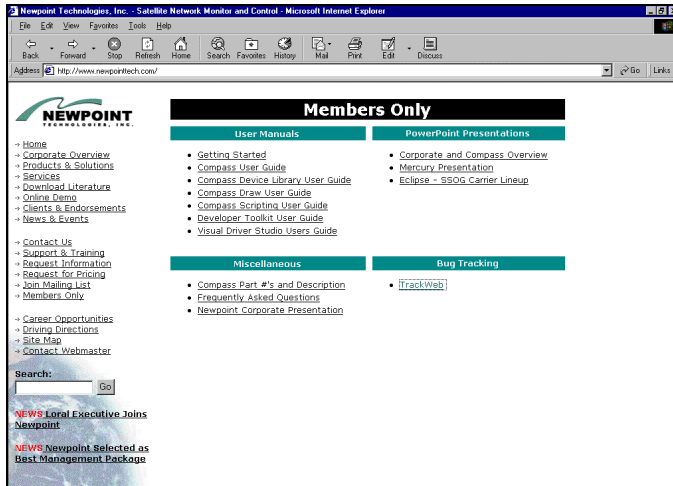 Newpoint Technologies, Inc. - Satellite Network Monitor and Control - Microsoft Internet Explorer
File Edit View Favorites Tools Help
Back Forward Stop Refresh Home Search Favorites History Mail Print Edit Discuss
Address http://www.newpointtech.com/ Go Links
NEWPOINT
TECHNOLOGIES, INC.
Home
Corporate Overview
Products & Solutions
Services
Download Literature
Online Demo
Clients & Endorsements
News & Events
Contact Us
Support & Training
Request Information
Request for Pricing
Join Mailing List
Members Only
Career Opportunities
Driving Directions
Site Map
Contact Webmaster
Search:
Go
NEWS Loral Executive Joins
Newpoint
NEWS Newpoint Selected as
Best Management Package
Members Only
User Manuals
Getting Started
Compass User Guide
Compass Device Library User Guide
Compass Draw User Guide
Compass Scripting User Guide
Developer Toolkit User Guide
Visual Driver Studio Users Guide
PowerPoint Presentations
Corporate and Compass Overview
Mercury Presentation
Eclipse - SSOG Carrier Lineup
Miscellaneous
Compass Part #'s and Description
Frequently Asked Questions
Newpoint Corporate Presentation
Bug Tracking
TrackWeb